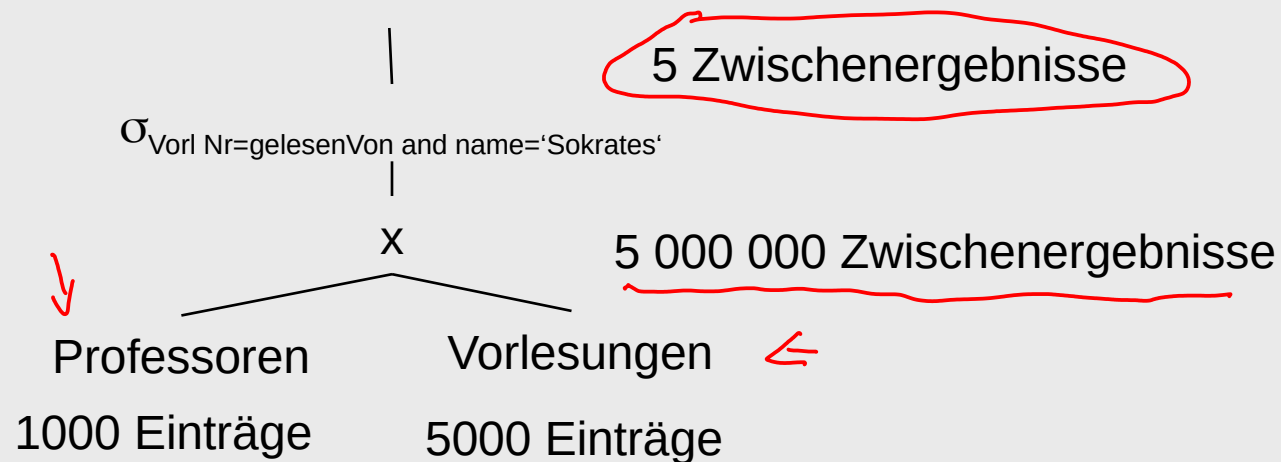 5 Zwischenergebnisse
σVorl Nr=gelesenVon and name=‘Sokrates‘
x
5 000 000 Zwischenergebnisse
Professoren
Vorlesungen
1000 Einträge
5000 Einträge